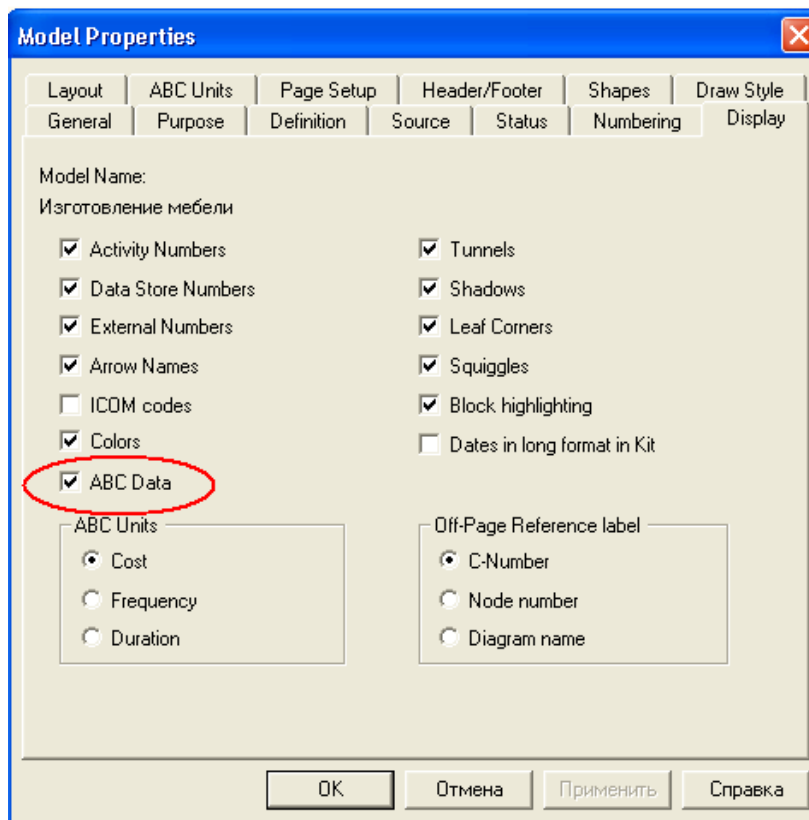 Model Properties
Layout ABC Units Page Setup Header/Footer Shapes Draw Style
General Purpose Definition Source Status Numbering Display
Model Name:
Изготовление мебели
Activity Numbers Tunnels
Data Store Numbers Shadows
External Numbers Leaf Corners
Arrow Names Squiggles
ICOM codes Block highlighting
Colors Dates in long format in Kit
ABC Data
ABC Units Off-Page Reference label
Cost C-Number
Frequency Node number
Duration Diagram name
OK Отмена Применить Справка